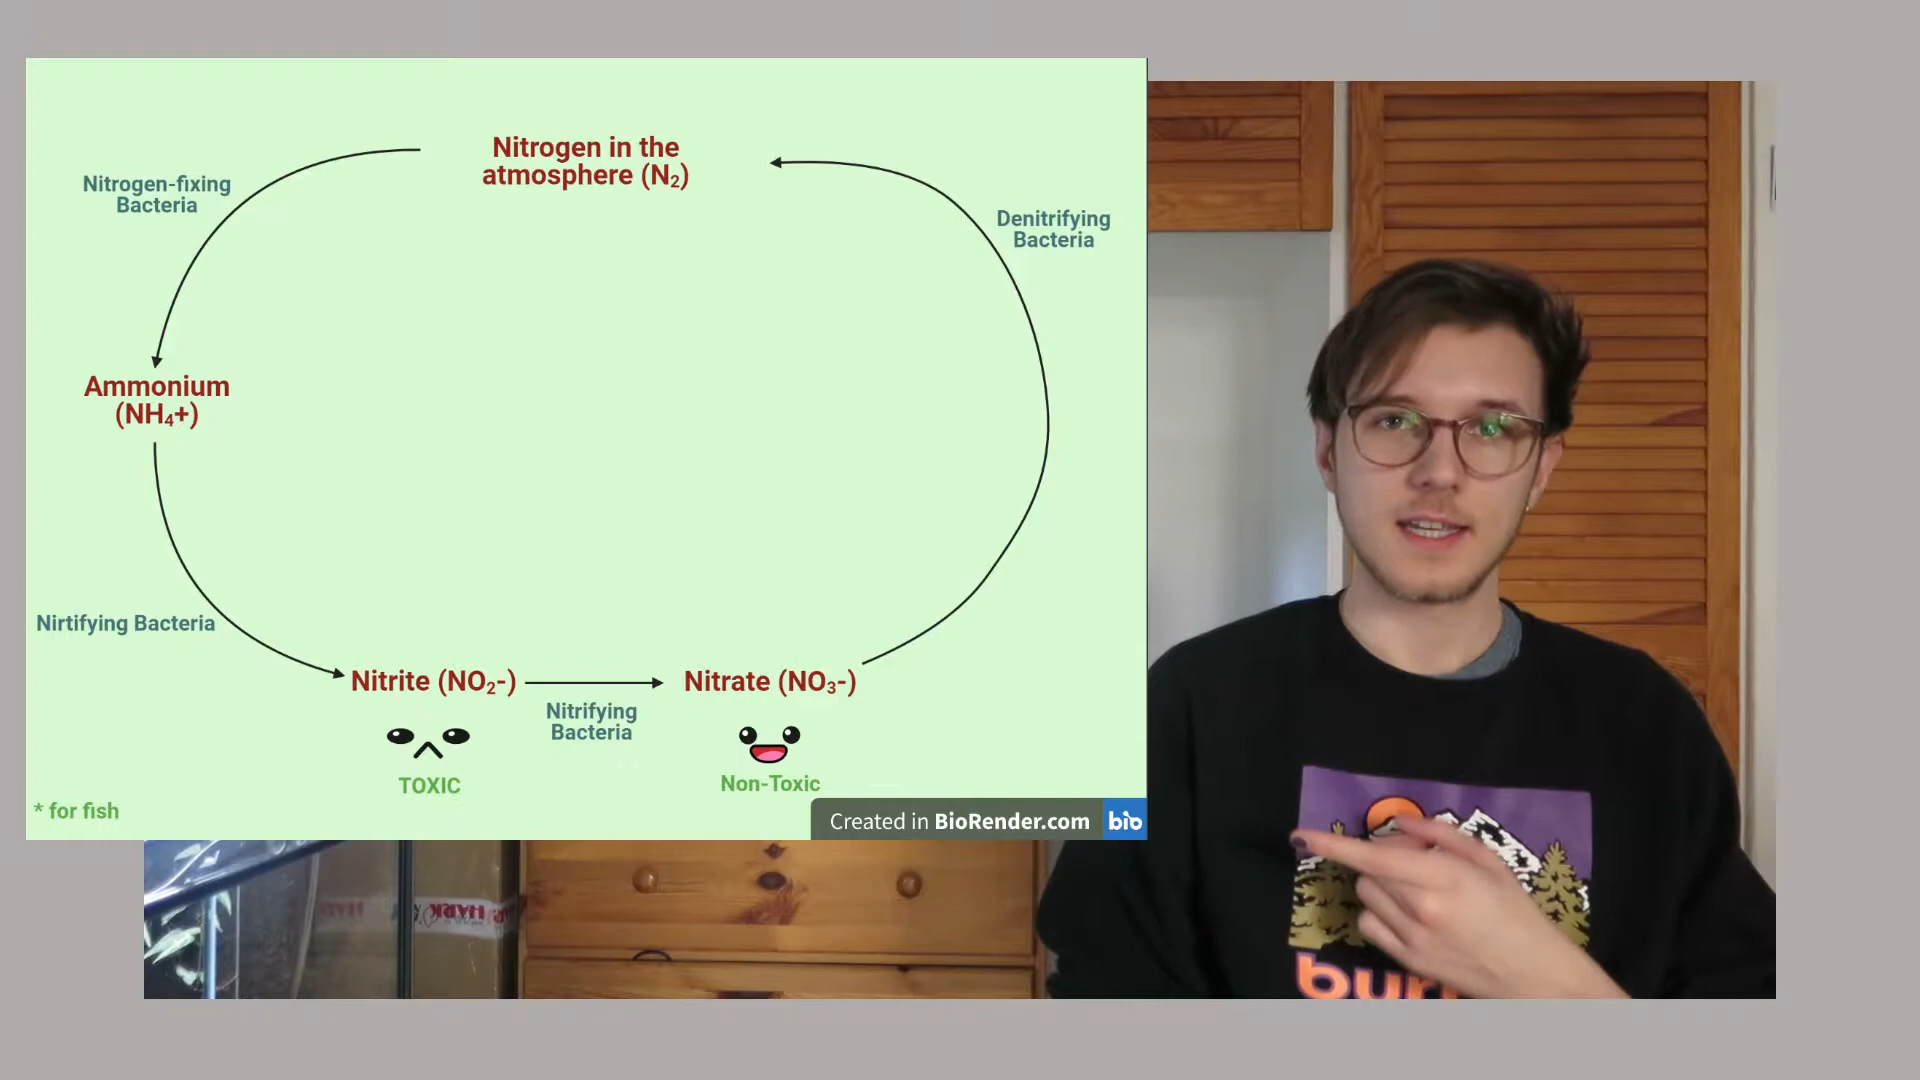 Nitrogen in the
atmosphere (N₂)
Nitrogen-fixing
Bacteria
Denitrifying
Bacteria
Ammonium
(NH₄+)
Nirtifying Bacteria
Nitrite (NO₂-)
Nitrate (NO₃-)
Nitrifying
Bacteria
TOXIC
Non-Toxic
* for fish
Created in BioRender.com bio
bur